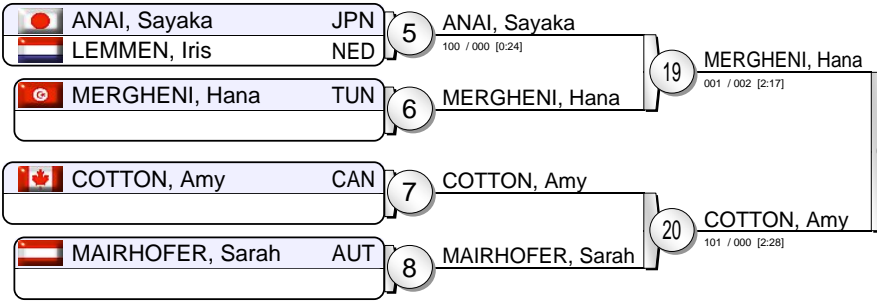 ANAI, Sayaka JPN
LEMMEN, Iris NED
5
ANAI, Sayaka
100 / 000 [0:24]
MERGHENI, Hana TUN
6
MERGHENI, Hana
19
MERGHENI, Hana
001 / 002 [2:17]
COTTON, Amy CAN
7
COTTON, Amy
MAIRHOFER, Sarah AUT
8
MAIRHOFER, Sarah
20
COTTON, Amy
101 / 000 [2:28]